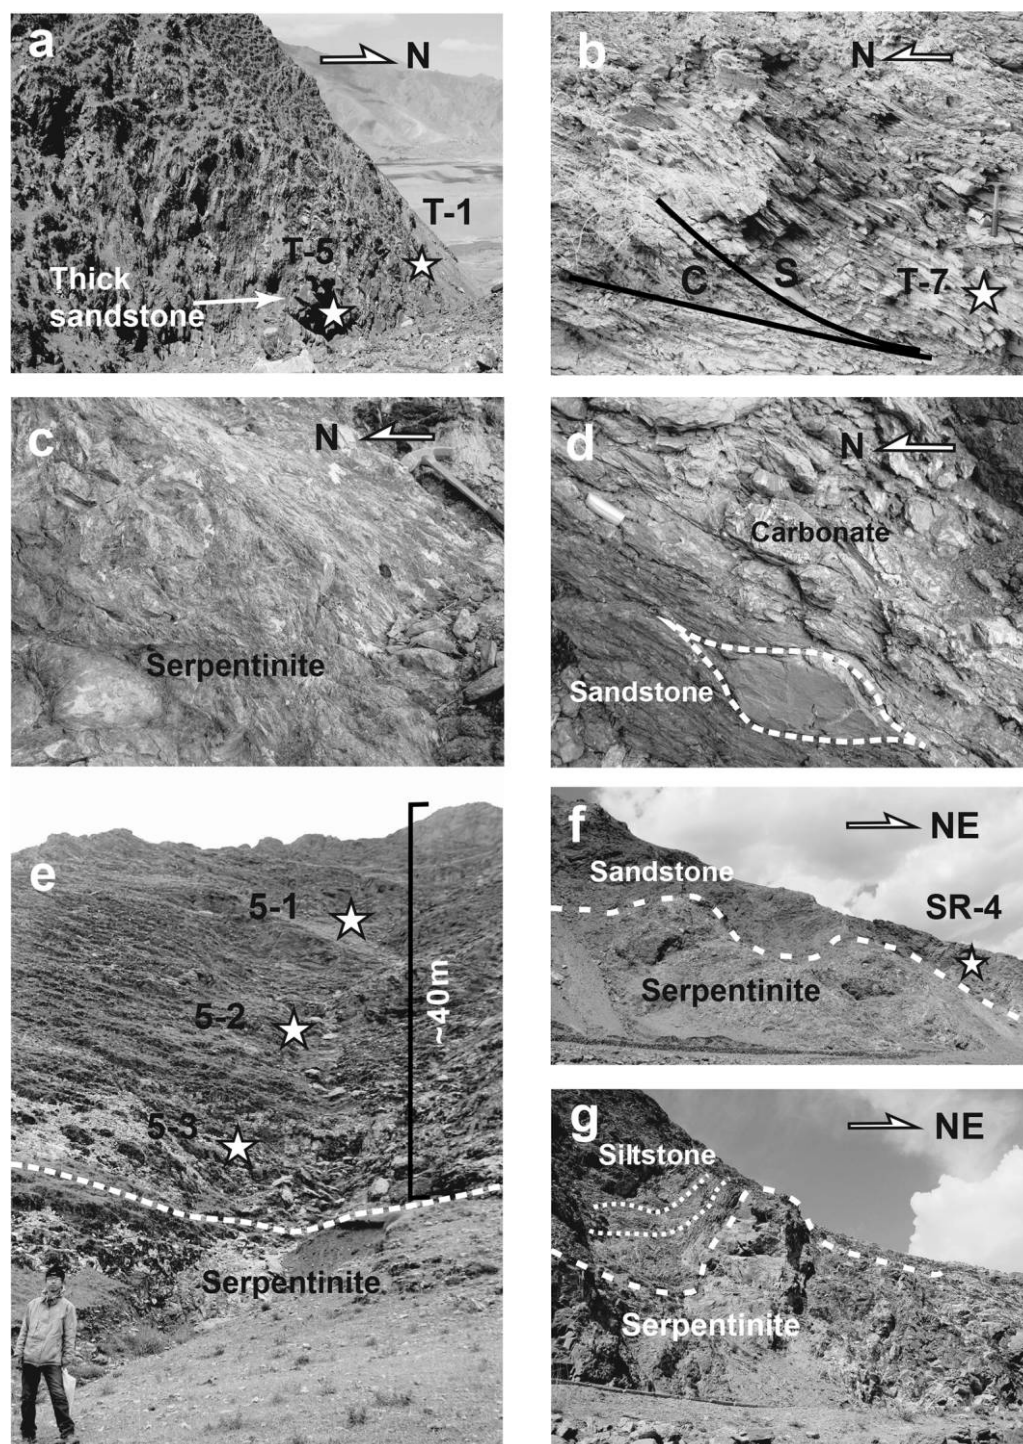 a
N
T-1
T-5
Thick
sandstone
b
N
C
S
T-7
c
N
Serpentinite
d
N
Carbonate
Sandstone
e
5-1
5-2
5-3
~40m
Serpentinite
f
NE
Sandstone
SR-4
Serpentinite
g
NE
Siltstone
Serpentinite